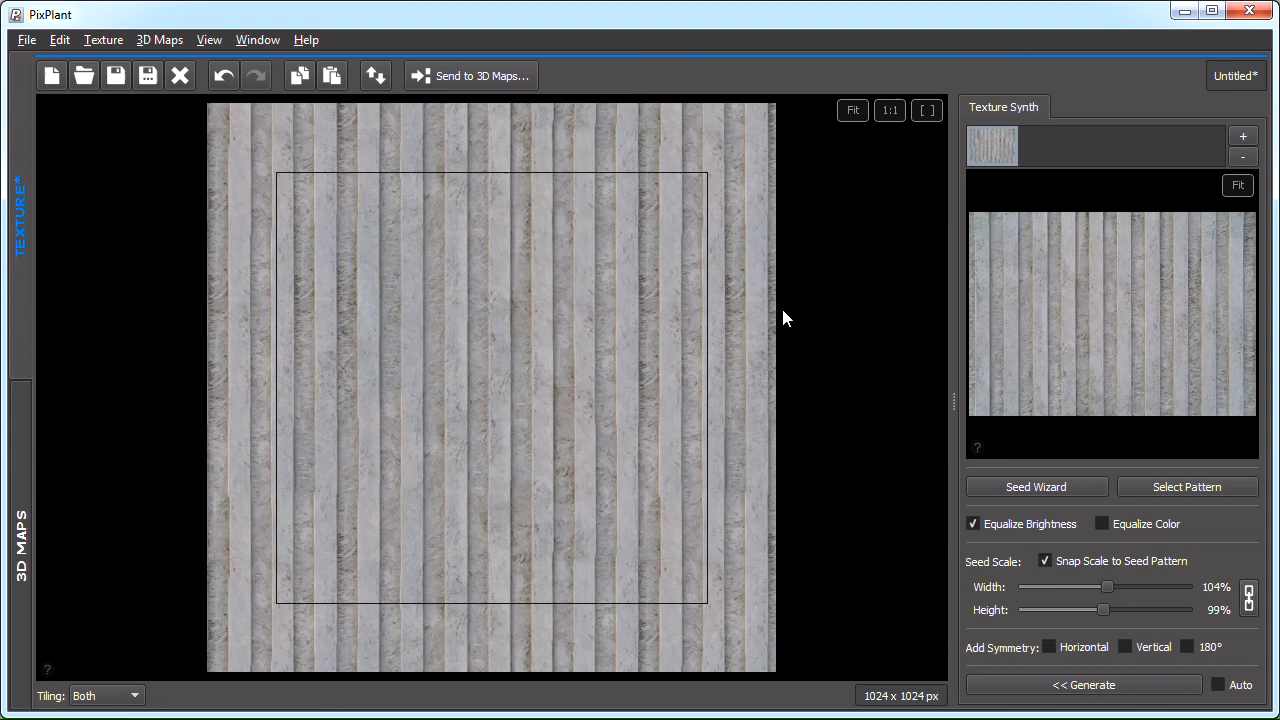 PixPlant
File Edit Texture 3D Maps View Window Help
Send to 3D Maps...
Untitled*
Fit 1:1 [ ]
Texture Synth
+
-
Fit
TEXTURE*
3D MAPS
?
Seed Wizard Select Pattern
Equalize Brightness Equalize Color
Seed Scale: Snap Scale to Seed Pattern
Width: 104%
Height: 99%
Add Symmetry: Horizontal Vertical 180°
?
<< Generate Auto
Tiling: Both 1024 x 1024 px